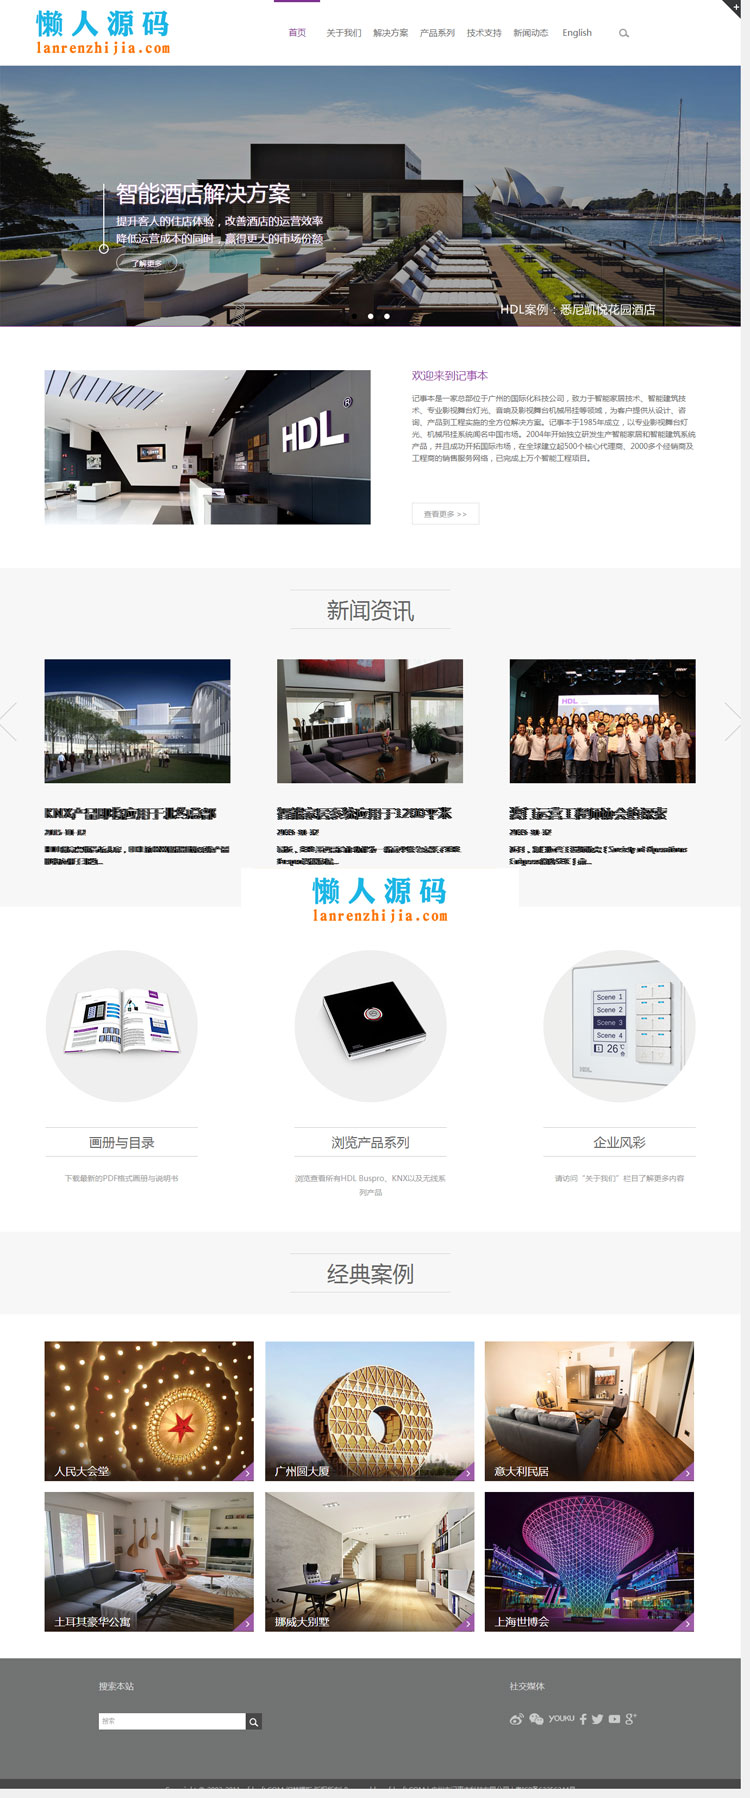 懒人源码
lanrenzhijia.com
首页 关于我们 解决方案 产品系列 技术支持 新闻动态 English
智能酒店解决方案
提升客人的住店体验，改善酒店的运营效率
降低运营成本的同时，赢得更大的市场份额
了解更多
HDL案例：悉尼凯悦花园酒店
HDL
欢迎来到记事本
记事本是一家总部位于广州的国际化科技公司，致力于智能家居技术、智能建筑技
术、专业影视舞台灯光、音响及影视舞台机械吊挂等领域，为客户提供从设计、咨
询、产品到工程实施的全方位解决方案。记事本于1985年成立，以专业影视舞台灯
光、机械吊挂系统闻名中国市场。2004年开始独立研发生产智能家居和智能建筑系统
产品，并且成功开拓国际市场，在全球建立起500个核心代理商、2000多个经销商及
工程商的销售服务网络，已完成上万个智能工程项目。
查看更多 >>
新闻资讯
HDL
懒人源码
lanrenzhijia.com
Scene 1
Scene 2
Scene 3
Scene 4
26℃
HDL
画册与目录
下载最新的PDF格式画册与说明书
浏览产品系列
浏览查看所有HDL Buspro、KNX以及无线系
列产品
企业风彩
请访问“关于我们”栏目了解更多内容
经典案例
人民大会堂
广州圆大厦
意大利民居
土耳其豪华公寓
挪威大别墅
上海世博会
搜索本站
搜索
社交媒体
YOUKU